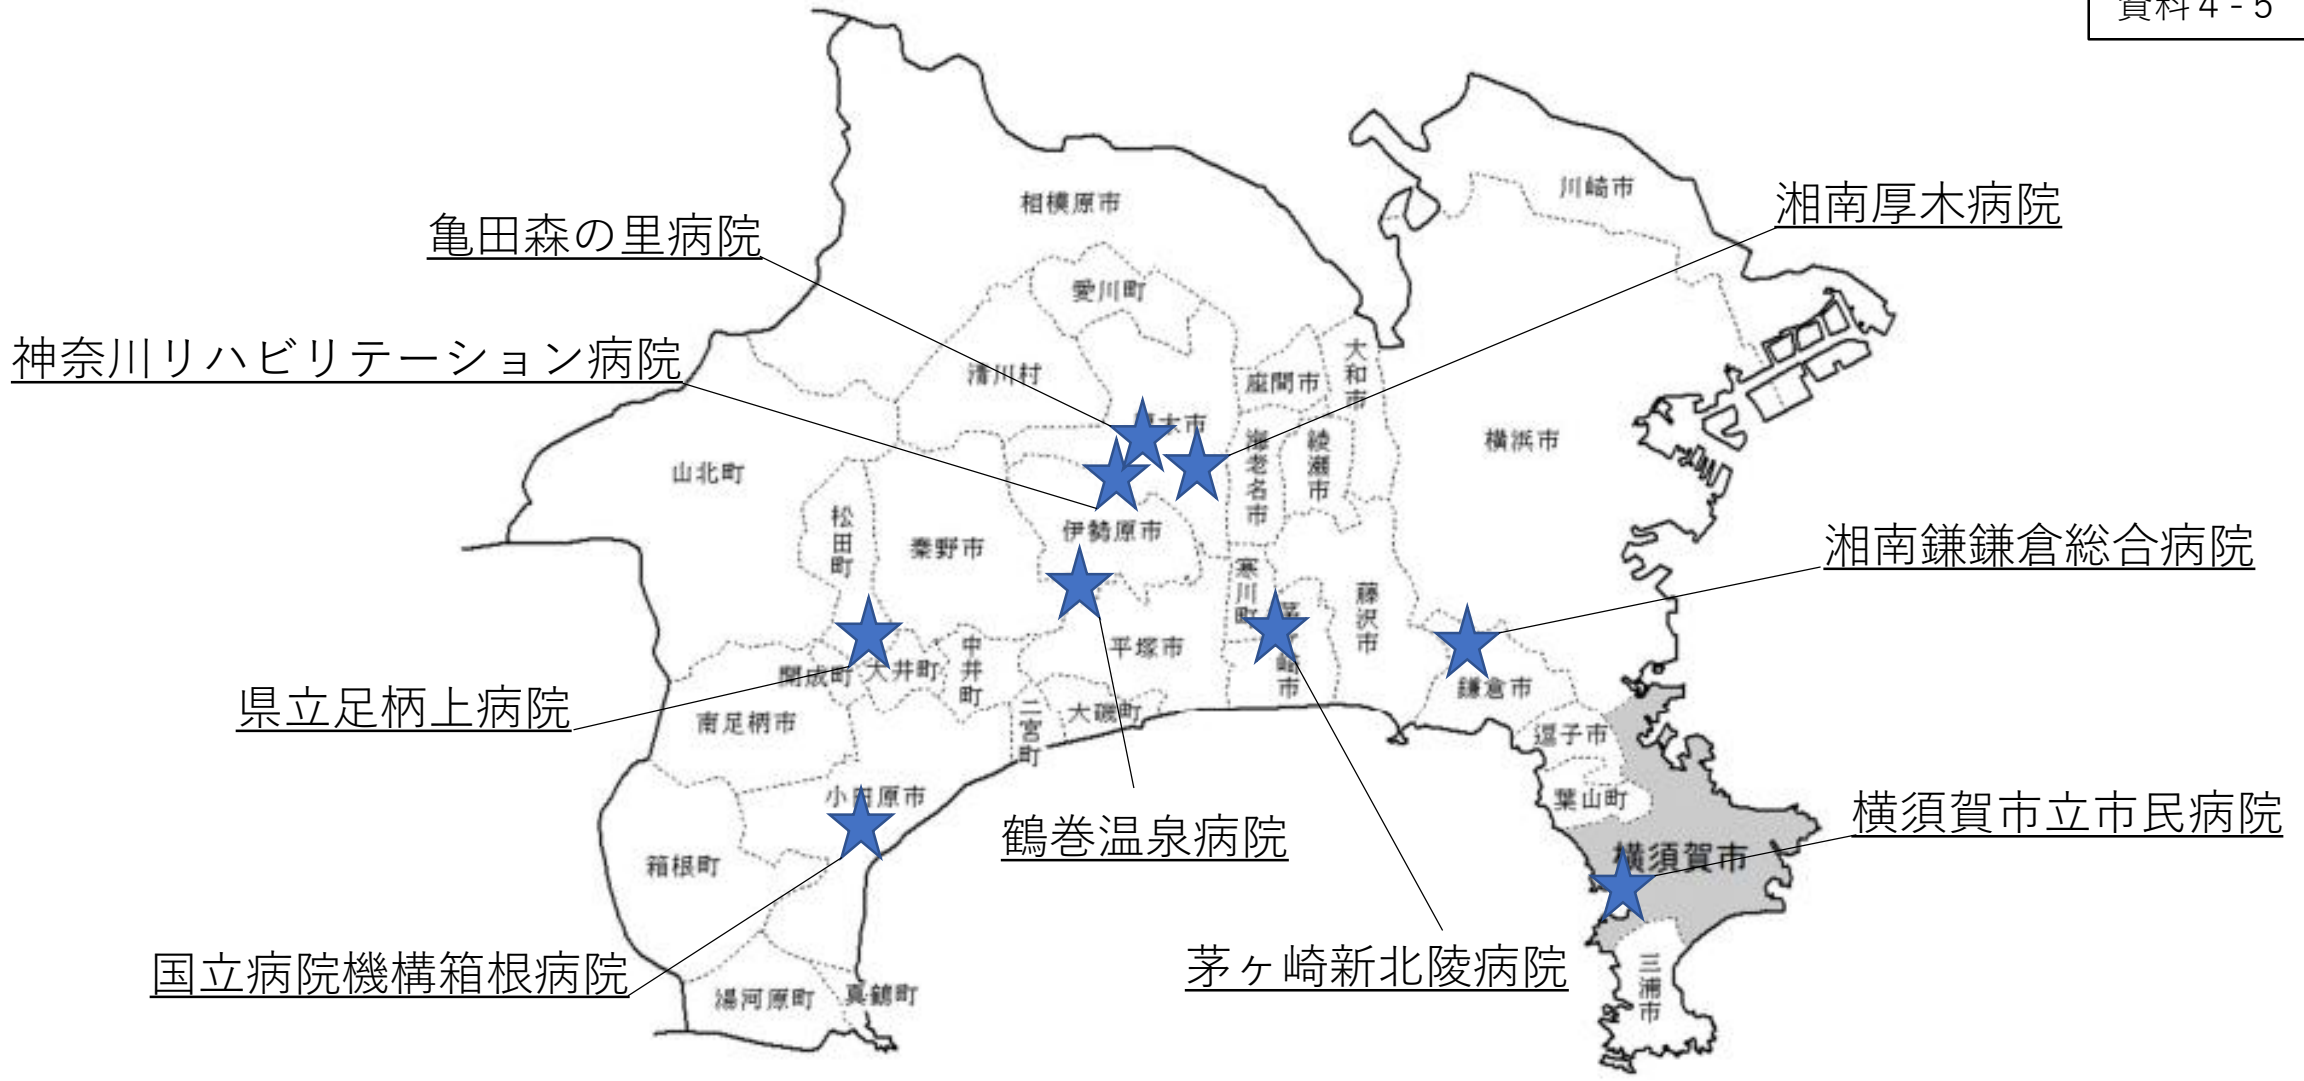 資料４-５
相模原市
川崎市
湘南厚木病院
亀田森の里病院
愛川町
神奈川リハビリテーション病院
清川村
座間市
大和市
厚木市
海老名市
綾瀬市
横浜市
山北町
松田町
秦野市
伊勢原市
湘南鎌鎌倉総合病院
寒川町
茅ヶ崎市
藤沢市
平塚市
中井町
大井町
開成町
鎌倉市
県立足柄上病院
南足柄市
二宮町
大磯町
逗子市
小田原市
葉山町
鶴巻温泉病院
横須賀市立市民病院
箱根町
横須賀市
国立病院機構箱根病院
茅ヶ崎新北陵病院
湯河原町
真鶴町
三浦市